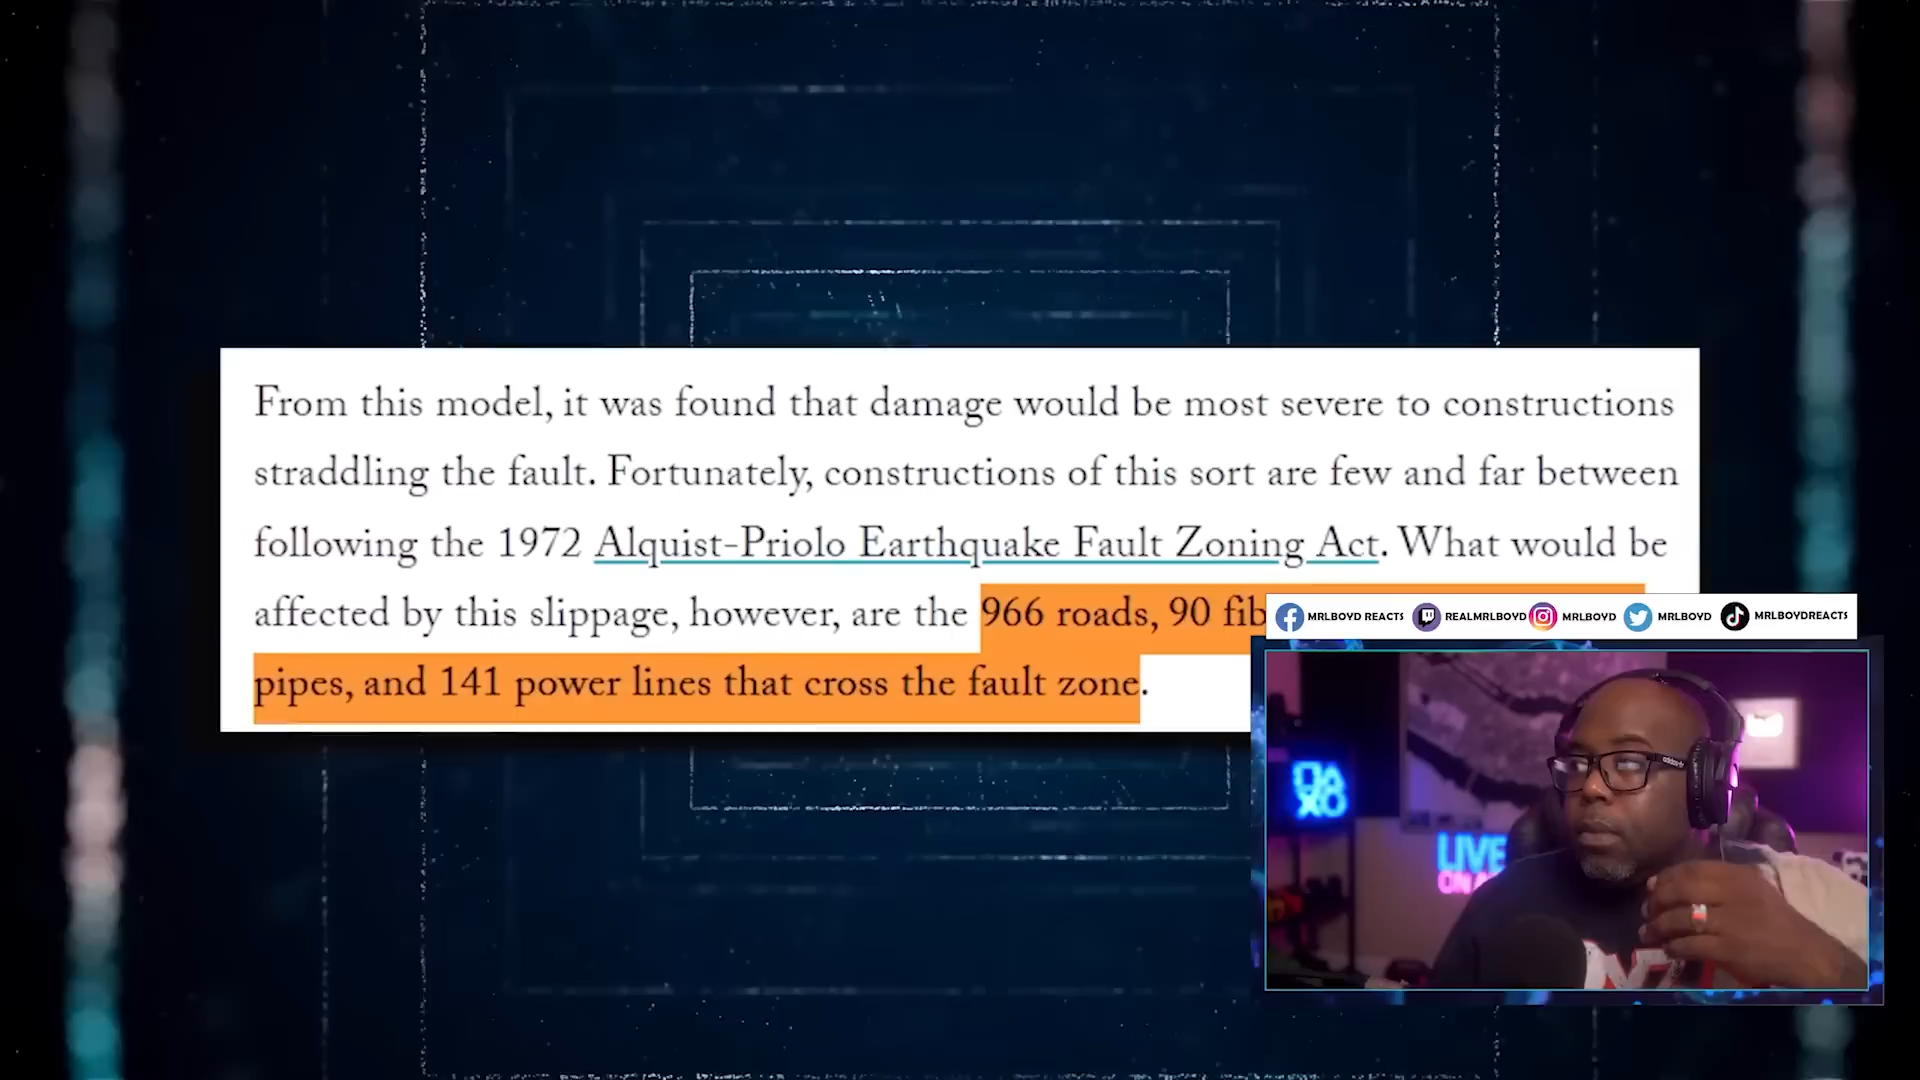 From this model, it was found that damage would be most severe to constructions
straddling the fault. Fortunately, constructions of this sort are few and far between
following the 1972 Alquist-Priolo Earthquake Fault Zoning Act. What would be
affected by this slippage, however, are the 966 roads, 90 fib
pipes, and 141 power lines that cross the fault zone.
MRLBOYD REACTS REALMRLBOYD MRLBOYD MRLBOYD MRLBOYDREACTS
adidas
LIVE
ON A